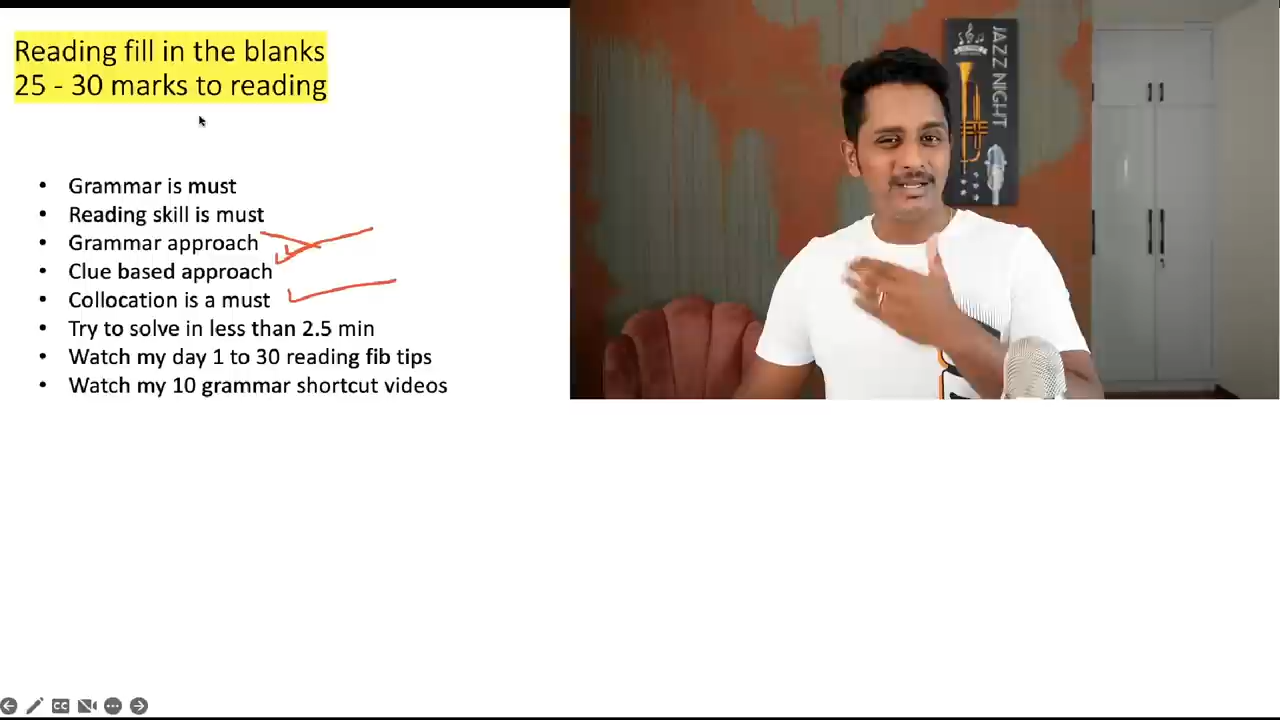 Reading fill in the blanks
25 - 30 marks to reading
• Grammar is must
• Reading skill is must
• Grammar approach
• Clue based approach
• Collocation is a must
• Try to solve in less than 2.5 min
• Watch my day 1 to 30 reading fib tips
• Watch my 10 grammar shortcut videos
JAZZ NIGHT
CC